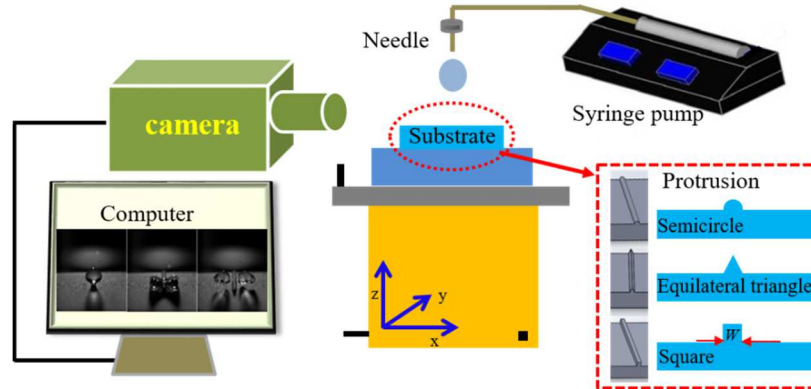 Needle
Syringe pump
camera
Substrate
Computer
Protrusion
Semicircle
Equilateral triangle
W
Square
z
y
x